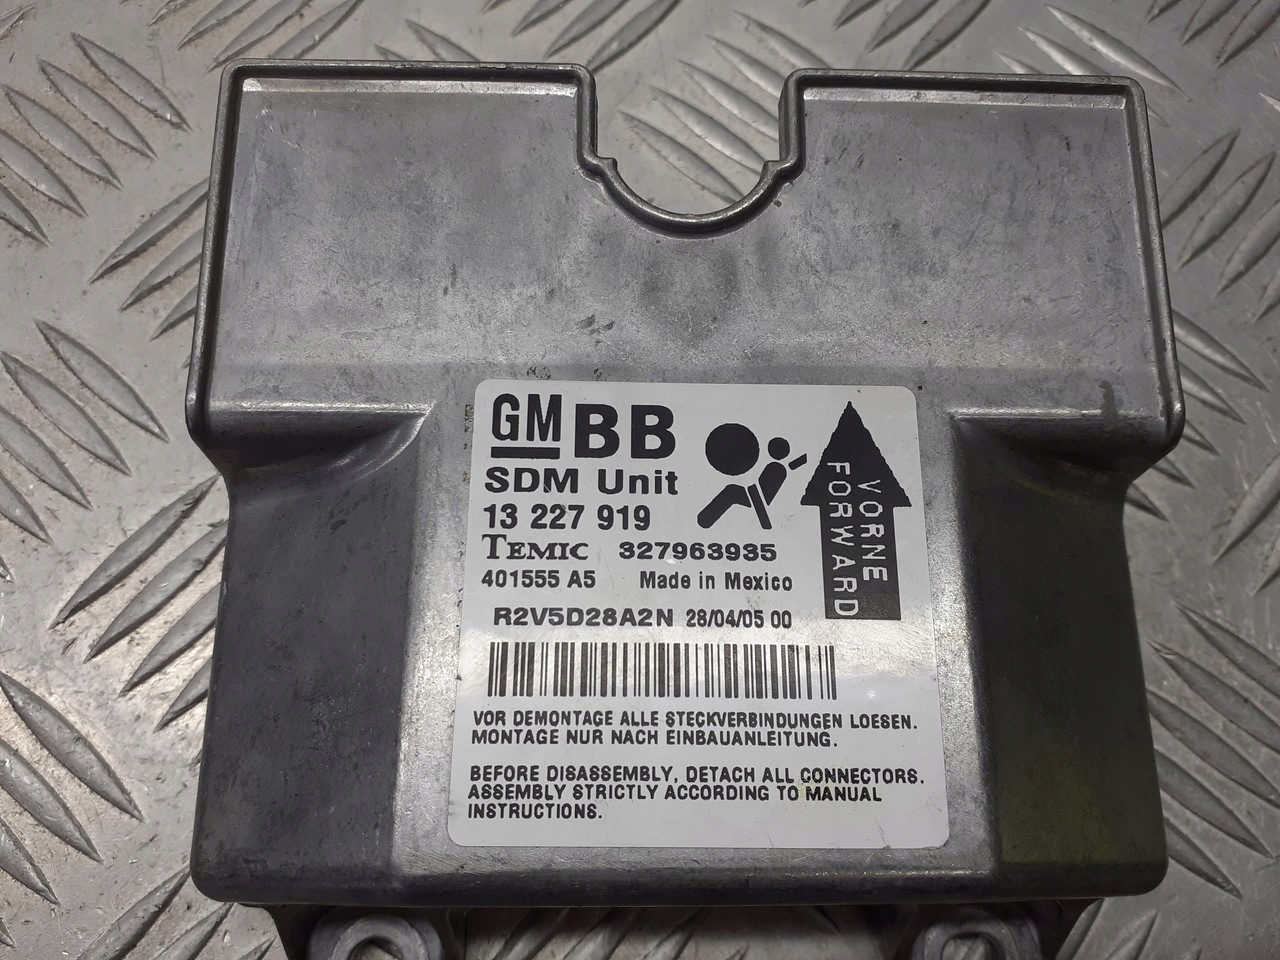 GM BB
SDM Unit
13 227 919
TEMIC 327963935
401555 A5 Made in Mexico
R2V5D28A2N 28/04/05 00
VORNE
FORWARD
VOR DEMONTAGE ALLE STECKVERBINDUNGEN LOESEN.
MONTAGE NUR NACH EINBAUANLEITUNG.
BEFORE DISASSEMBLY, DETACH ALL CONNECTORS.
ASSEMBLY STRICTLY ACCORDING TO MANUAL
INSTRUCTIONS.